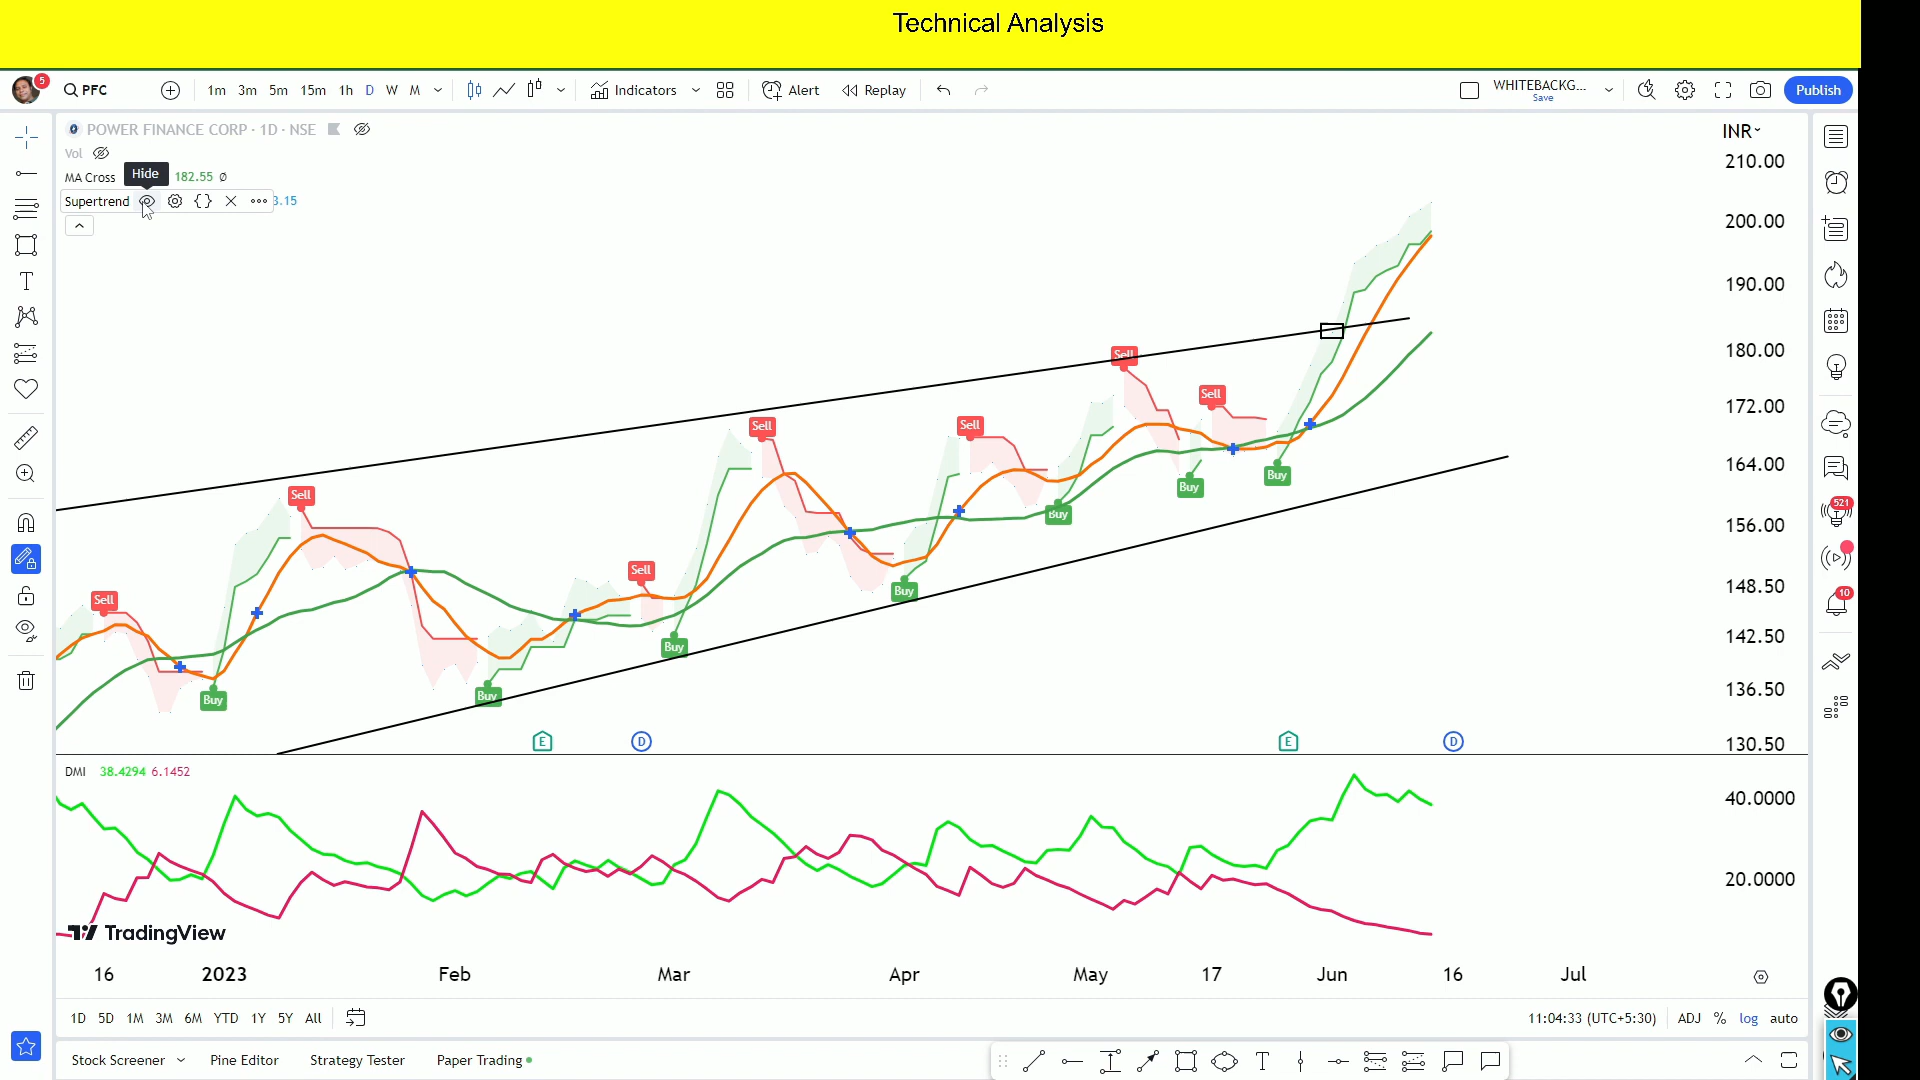 Technical Analysis
5
PFC
1m 3m 5m 15m 1h D W M
Indicators
Alert
Replay
WHITEBACKG...
Save
Publish
POWER FINANCE CORP · 1D · NSE
INR
Vol
Hide
MA Cross 182.55 Ø
Supertrend 3.15
210.00
200.00
190.00
180.00
172.00
164.00
156.00
148.50
142.50
136.50
130.50
Sell
Sell
Sell
Sell
Sell
Sell
Sell
Buy
Buy
Buy
Buy
Buy
Buy
Buy
E
D
E
D
521
10
DMI 38.4294 6.1452
40.0000
20.0000
TradingView
16 2023 Feb Mar Apr May 17 Jun 16 Jul
1D 5D 1M 3M 6M YTD 1Y 5Y All
11:04:33 (UTC+5:30) ADJ % log auto
Stock Screener Pine Editor Strategy Tester Paper Trading